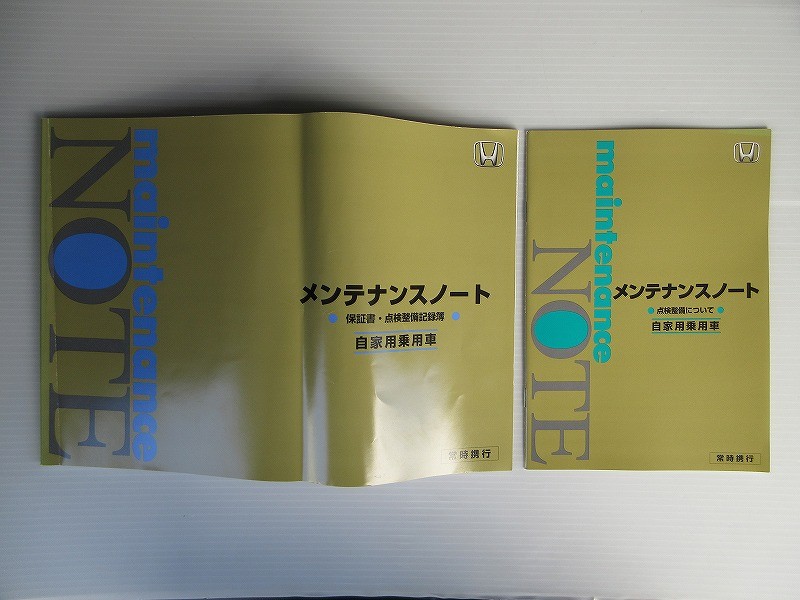 maintenance
NOTE
メンテナンスノート
保証書・点検整備記録簿
自家用乗用車
常時携行
maintenance
NOTE
メンテナンスノート
点検整備について
自家用乗用車
常時携行